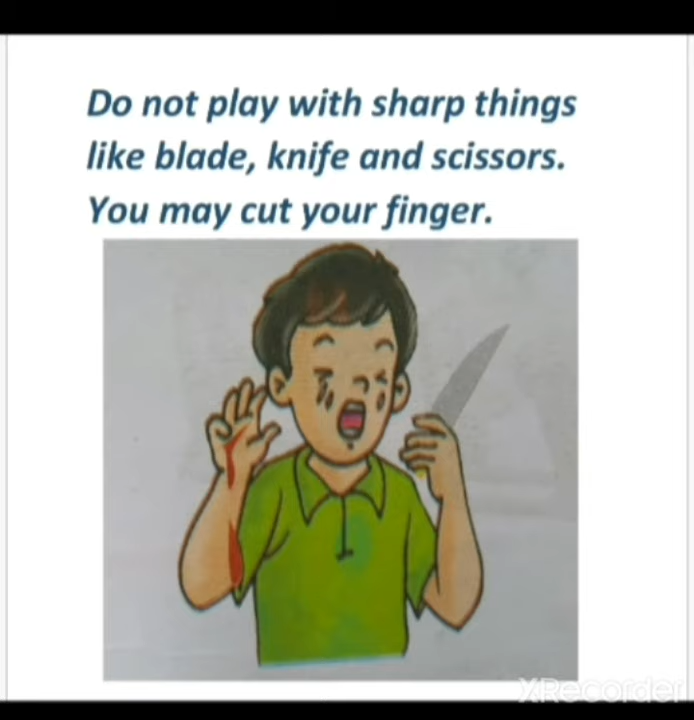 Do not play with sharp things
like blade, knife and scissors.
You may cut your finger.
XRecorder